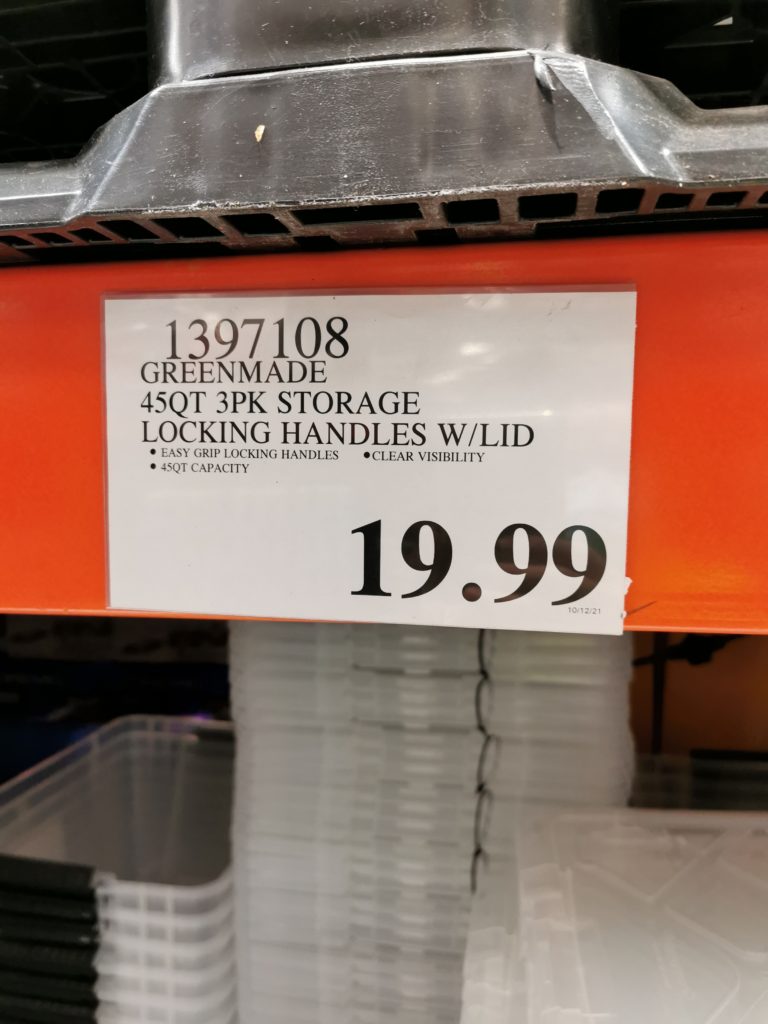 1397108
GREENMADE
45QT 3PK STORAGE
LOCKING HANDLES W/LID
• EASY GRIP LOCKING HANDLES • CLEAR VISIBILITY
• 45QT CAPACITY
19.99
10/12/21